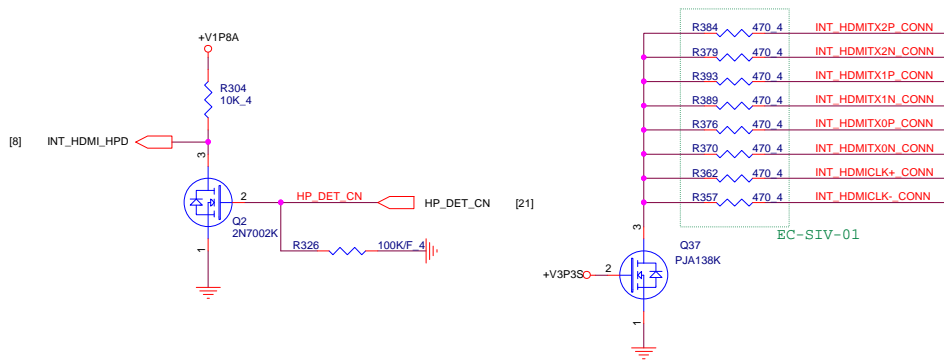 +V1P8A
R304
10K_4
[8] INT_HDMI_HPD
3
2
HP_DET_CN
HP_DET_CN [21]
Q2
2N7002K
1
R326 100K/F_4
R384 470_4 INT_HDMITX2P_CONN
R379 470_4 INT_HDMITX2N_CONN
R393 470_4 INT_HDMITX1P_CONN
R389 470_4 INT_HDMITX1N_CONN
R376 470_4 INT_HDMITX0P_CONN
R370 470_4 INT_HDMITX0N_CONN
R362 470_4 INT_HDMICLK+_CONN
R357 470_4 INT_HDMICLK-_CONN
EC-SIV-01
3
Q37
PJA138K
+V3P3S 2
1